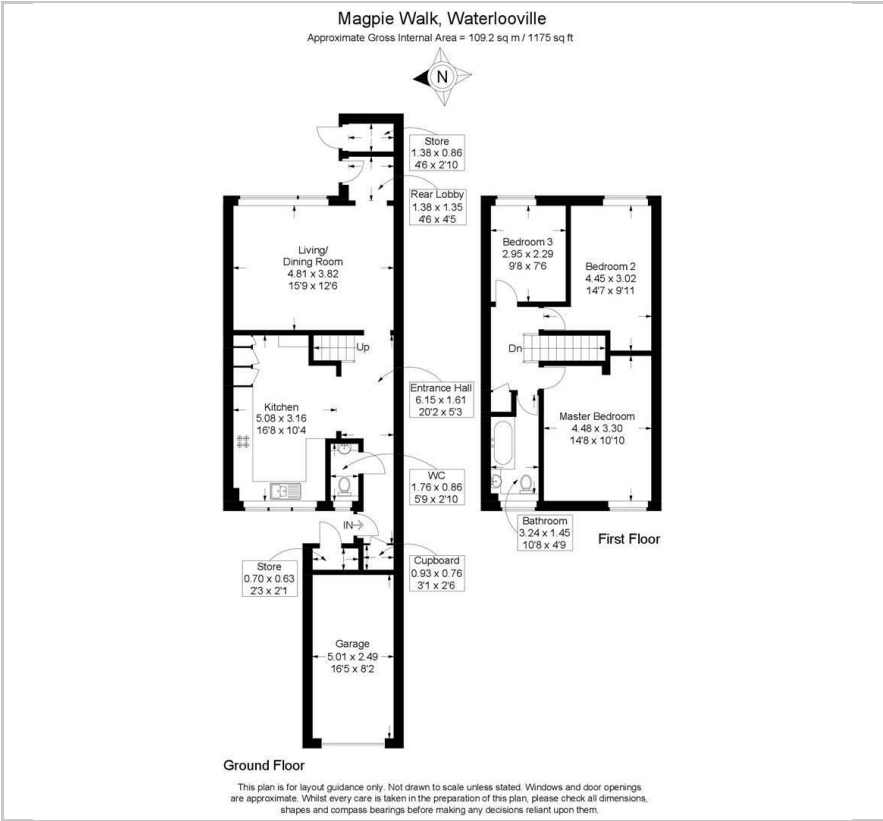 Magpie Walk, Waterlooville
Approximate Gross Internal Area = 109.2 sq m / 1175 sq ft
N
Store
1.38 x 0.86
4'6 x 2'10
Rear Lobby
1.38 x 1.35
4'6 x 4'5
Living/
Dining Room
4.81 x 3.82
15'9 x 12'6
Up
Kitchen
5.08 x 3.16
16'8 x 10'4
Entrance Hall
6.15 x 1.61
20'2 x 5'3
WC
1.76 x 0.86
5'9 x 2'10
IN
Store
0.70 x 0.63
2'3 x 2'1
Cupboard
0.93 x 0.76
3'1 x 2'6
Garage
5.01 x 2.49
16'5 x 8'2
Ground Floor
Bedroom 3
2.95 x 2.29
9'8 x 7'6
Bedroom 2
4.45 x 3.02
14'7 x 9'11
Dn
Master Bedroom
4.48 x 3.30
14'8 x 10'10
Bathroom
3.24 x 1.45
10'8 x 4'9
First Floor
This plan is for layout guidance only. Not drawn to scale unless stated. Windows and door openings
are approximate. Whilst every care is taken in the preparation of this plan, please check all dimensions,
shapes and compass bearings before making any decisions reliant upon them.